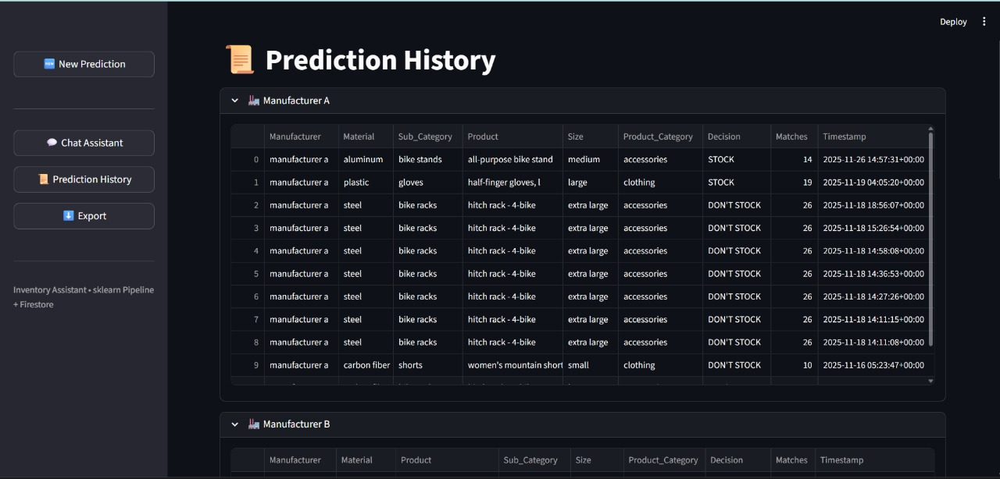 Deploy
New Prediction
Chat Assistant
Prediction History
Export
Inventory Assistant • sklearn Pipeline
+ Firestore
Prediction History
Manufacturer A
Manufacturer Material Sub_Category Product Size Product_Category Decision Matches Timestamp
0 manufacturer a aluminum bike stands all-purpose bike stand medium accessories STOCK 14 2025-11-26 14:57:31+00:00
1 manufacturer a plastic gloves half-finger gloves, l large clothing STOCK 19 2025-11-19 04:05:20+00:00
2 manufacturer a steel bike racks hitch rack - 4-bike extra large accessories DON'T STOCK 26 2025-11-18 18:56:07+00:00
3 manufacturer a steel bike racks hitch rack - 4-bike extra large accessories DON'T STOCK 26 2025-11-18 15:26:54+00:00
4 manufacturer a steel bike racks hitch rack - 4-bike extra large accessories DON'T STOCK 26 2025-11-18 14:58:08+00:00
5 manufacturer a steel bike racks hitch rack - 4-bike extra large accessories DON'T STOCK 26 2025-11-18 14:36:53+00:00
6 manufacturer a steel bike racks hitch rack - 4-bike extra large accessories DON'T STOCK 26 2025-11-18 14:27:26+00:00
7 manufacturer a steel bike racks hitch rack - 4-bike extra large accessories DON'T STOCK 26 2025-11-18 14:11:15+00:00
8 manufacturer a steel bike racks hitch rack - 4-bike extra large accessories DON'T STOCK 26 2025-11-18 14:11:08+00:00
9 manufacturer a carbon fiber shorts women's mountain short small clothing DON'T STOCK 10 2025-11-16 05:23:47+00:00
Manufacturer B
Manufacturer Material Product Sub_Category Size Product_Category Decision Matches Timestamp